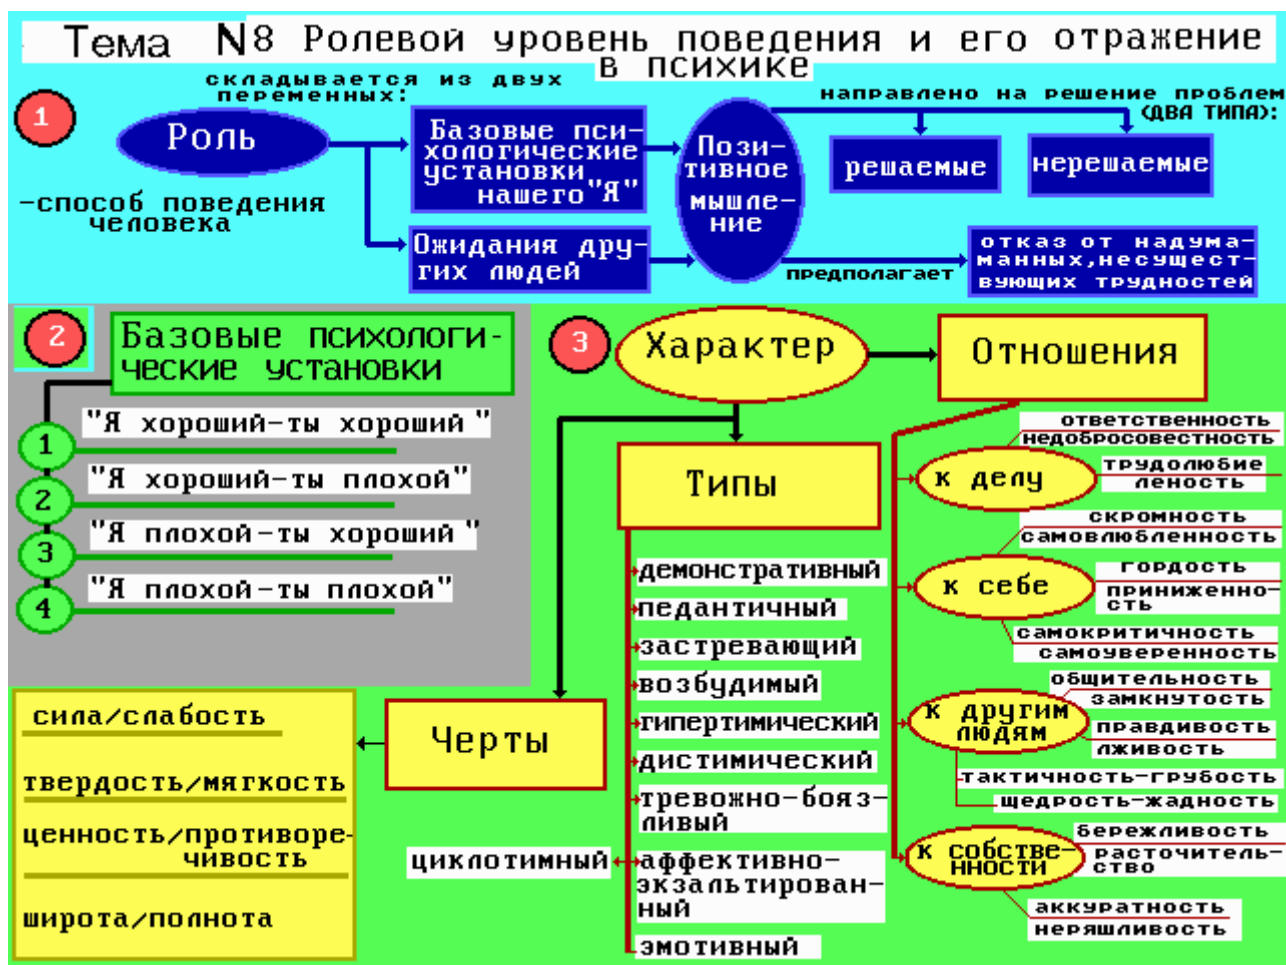 Тема N8 Ролевой уровень поведения и его отражение
в психике
1
складывается из двух
переменных:
Роль
-способ поведения
человека
Базовые пси-
хологические
установки
нашего"Я"
Ожидания дру-
гих людей
Пози-
тивное
мышле-
ние
направлено на решение проблем
(ДВА ТИПА):
решаемые
нерешаемые
предполагает
отказ от надума-
манных,несущест-
вующих трудностей
2
Базовые психологи-
ческие установки
1
"Я хороший-ты хороший "
2
"Я хороший-ты плохой"
3
"Я плохой-ты хороший "
4
"Я плохой-ты плохой"
3
Характер
Отношения
Типы
демонстративный
педантичный
застревающий
возбудимый
гипертимический
дистимический
тревожно-бояз-
ливый
циклотимный
аффективно-
экзальтирован-
ный
эмотивный
Черты
сила/слабость
твердость/мягкость
ценность/противоре-
чивость
широта/полнота
к делу
ответственность
недобросовестность
трудолюбие
леность
к себе
скромность
самовлюбленность
гордость
приниженно-
сть
самокритичность
самоуверенность
к другим
людям
общительность
замкнутость
правдивость
лживость
тактичность-грубость
щедрость-жадность
к собстве-
нности
бережливость
расточитель-
ство
аккуратность
неряшливость